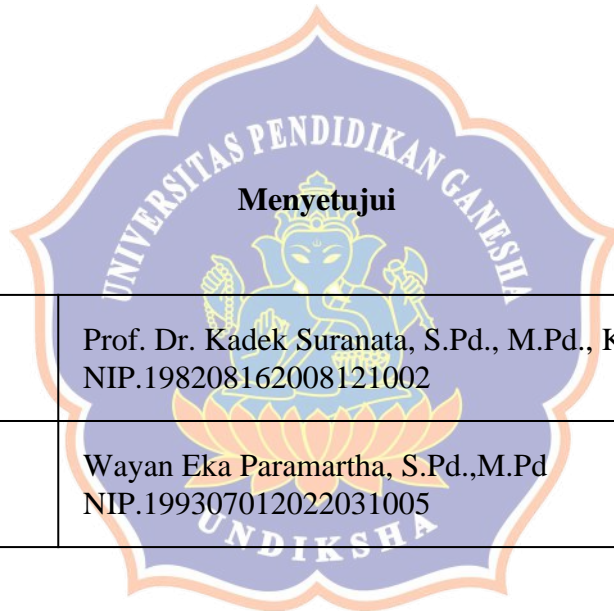 UNIVERSITAS PENDIDIKAN GANESHA
Menyetujui
Prof. Dr. Kadek Suranata, S.Pd., M.Pd., K
NIP.198208162008121002
Wayan Eka Paramartha, S.Pd.,M.Pd
NIP.199307012022031005
UNDIKSHA